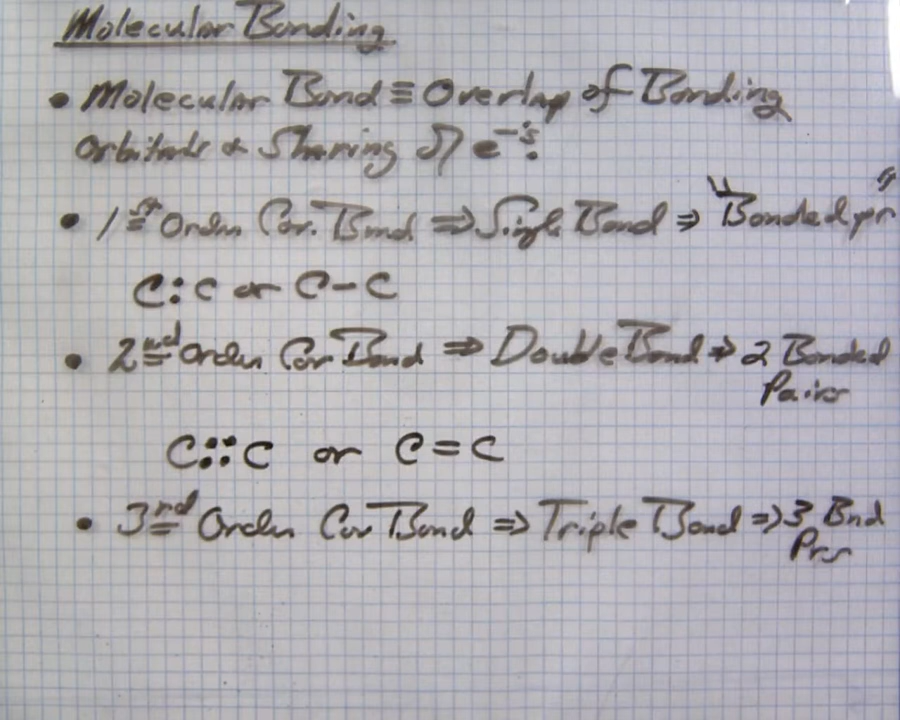 Molecular Bonding
• Molecular Bond ≡ Overlap of Bonding
Orbitals & Sharing of e⁻'s.
• 1st Order Cov. Bond ⇒ Single Bond ⇒ "Bonded pr"
C:C or C-C
• 2nd Order Cov Bond ⇒ Double Bond ⇒ 2 Bonded
Pairs
C::C or C=C
• 3rd Order Cov Bond ⇒ Triple Bond ⇒ 3 Bnd
Prs